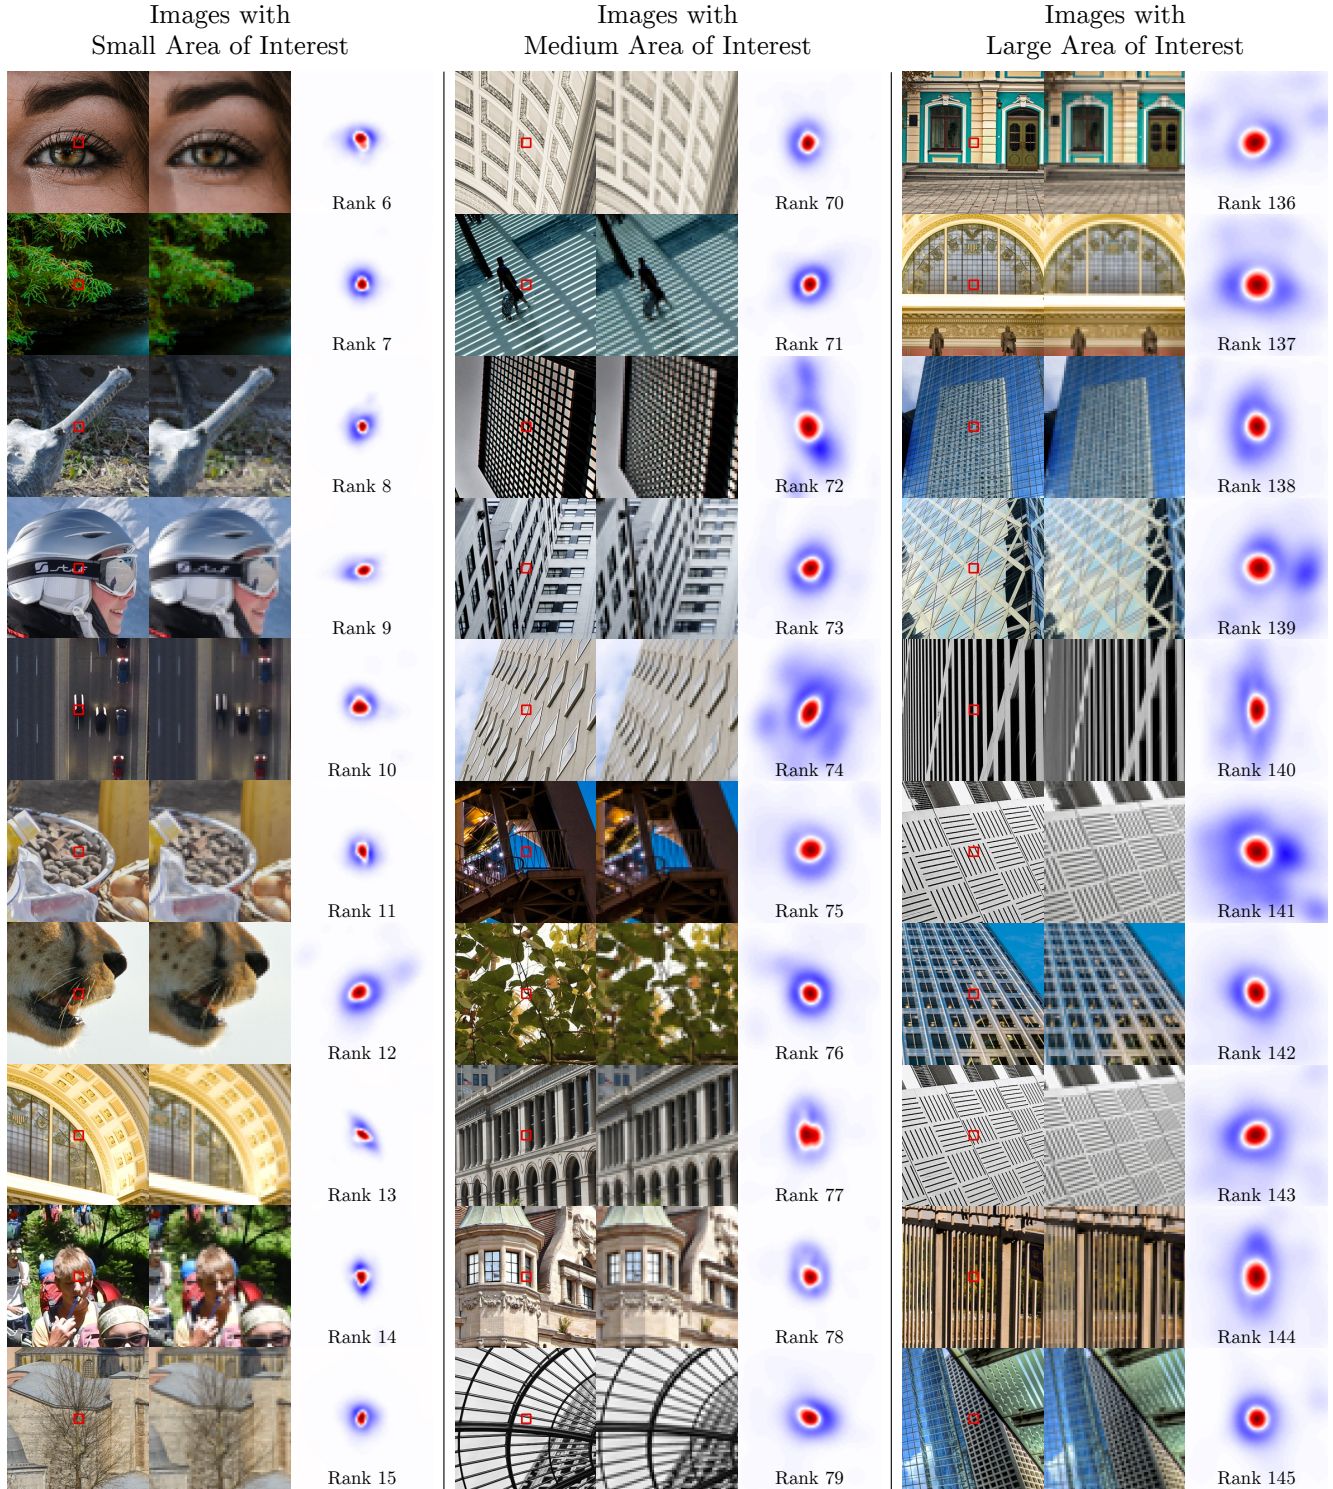 Images with
Small Area of Interest
Images with
Medium Area of Interest
Images with
Large Area of Interest
Rank 6
Rank 70
Rank 136
Rank 7
Rank 71
Rank 137
Rank 8
Rank 72
Rank 138
Rank 9
Rank 73
Rank 139
Rank 10
Rank 74
Rank 140
Rank 11
Rank 75
Rank 141
Rank 12
Rank 76
Rank 142
Rank 13
Rank 77
Rank 143
Rank 14
Rank 78
Rank 144
Rank 15
Rank 79
Rank 145